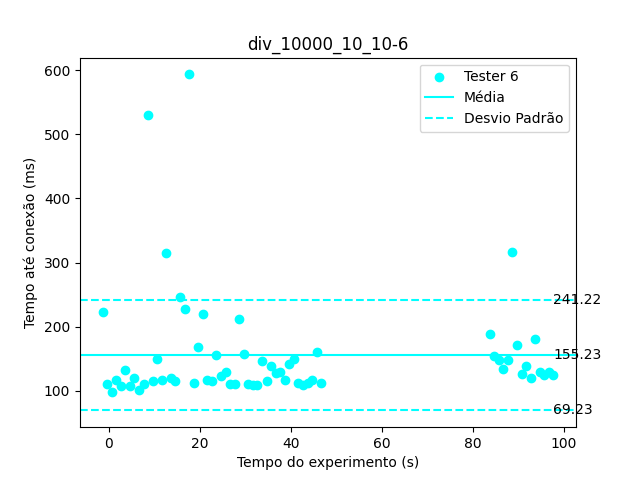 div_10000_10_10-6
Tester 6
Média
Desvio Padrão
Tempo até conexão (ms)
600
500
400
300
200
100
241.22
155.23
69.23
0
20
40
60
80
100
Tempo do experimento (s)